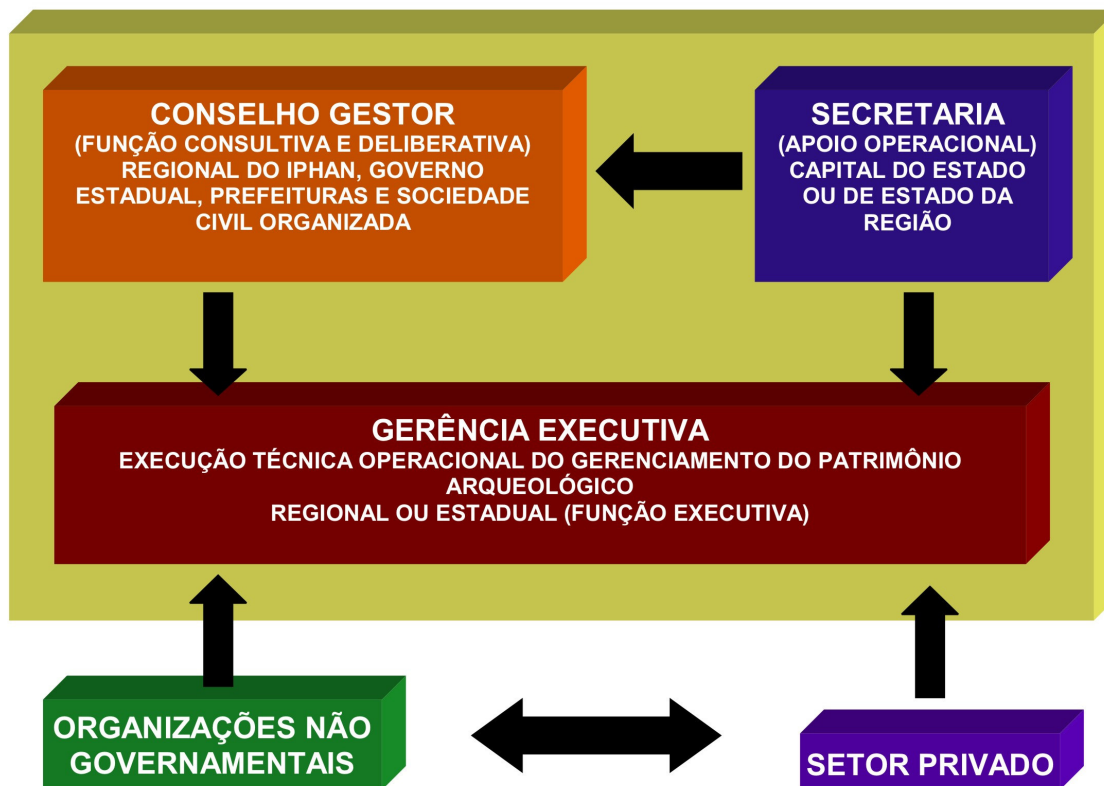 CONSELHO GESTOR
(FUNÇÃO CONSULTIVA E DELIBERATIVA)
REGIONAL DO IPHAN, GOVERNO
ESTADUAL, PREFEITURAS E SOCIEDADE
CIVIL ORGANIZADA
SECRETARIA
(APOIO OPERACIONAL)
CAPITAL DO ESTADO
OU DE ESTADO DA
REGIÃO
GERÊNCIA EXECUTIVA
EXECUÇÃO TÉCNICA OPERACIONAL DO GERENCIAMENTO DO PATRIMÔNIO
ARQUEOLÓGICO
REGIONAL OU ESTADUAL (FUNÇÃO EXECUTIVA)
ORGANIZAÇÕES NÃO
GOVERNAMENTAIS
SETOR PRIVADO